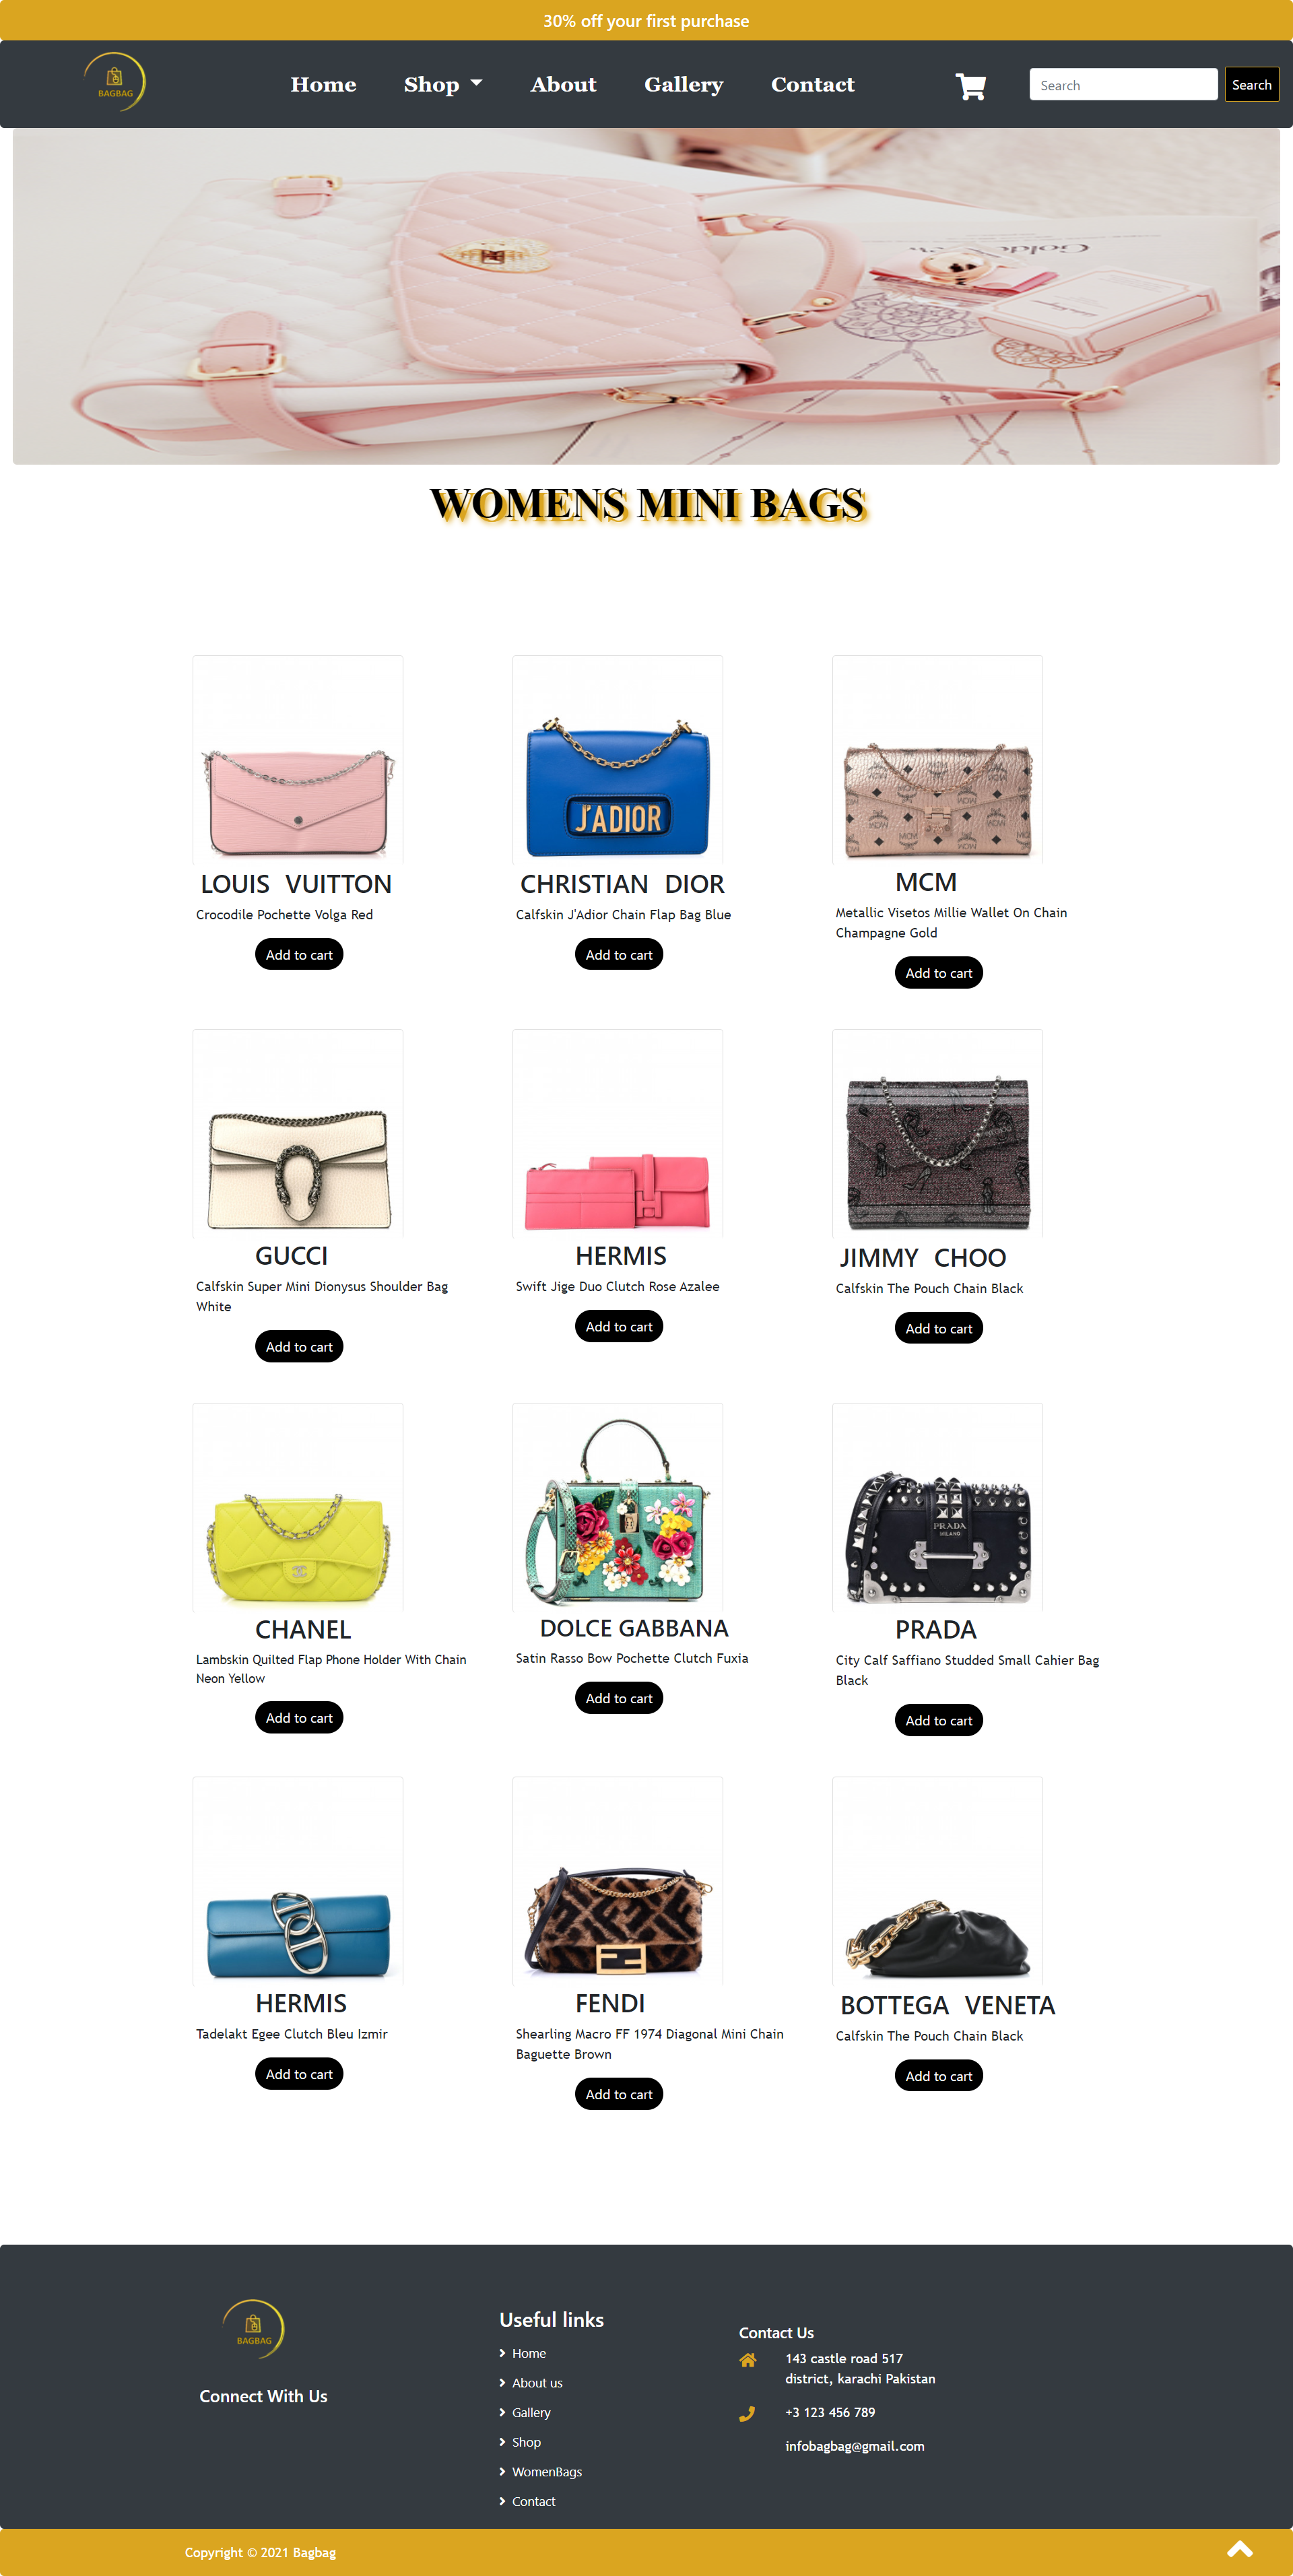 30% off your first purchase
BAGBAG
Home
Shop
About
Gallery
Contact
Search
Search
WOMENS MINI BAGS
J'ADIOR
LOUIS VUITTON
Crocodile Pochette Volga Red
Add to cart
CHRISTIAN DIOR
Calfskin J'Adior Chain Flap Bag Blue
Add to cart
MCM
Metallic Visetos Millie Wallet On Chain
Champagne Gold
Add to cart
GUCCI
Calfskin Super Mini Dionysus Shoulder Bag
White
Add to cart
HERMIS
Swift Jige Duo Clutch Rose Azalee
Add to cart
JIMMY CHOO
Calfskin The Pouch Chain Black
Add to cart
PRADA
MILANO
CHANEL
Lambskin Quilted Flap Phone Holder With Chain
Neon Yellow
Add to cart
DOLCE GABBANA
Satin Rasso Bow Pochette Clutch Fuxia
Add to cart
PRADA
City Calf Saffiano Studded Small Cahier Bag
Black
Add to cart
HERMIS
Tadelakt Egee Clutch Bleu Izmir
Add to cart
FENDI
Shearling Macro FF 1974 Diagonal Mini Chain
Baguette Brown
Add to cart
BOTTEGA VENETA
Calfskin The Pouch Chain Black
Add to cart
BAGBAG
Connect With Us
Useful links
Home
About us
Gallery
Shop
WomenBags
Contact
Contact Us
143 castle road 517
district, karachi Pakistan
+3 123 456 789
infobagbag@gmail.com
Copyright © 2021 Bagbag